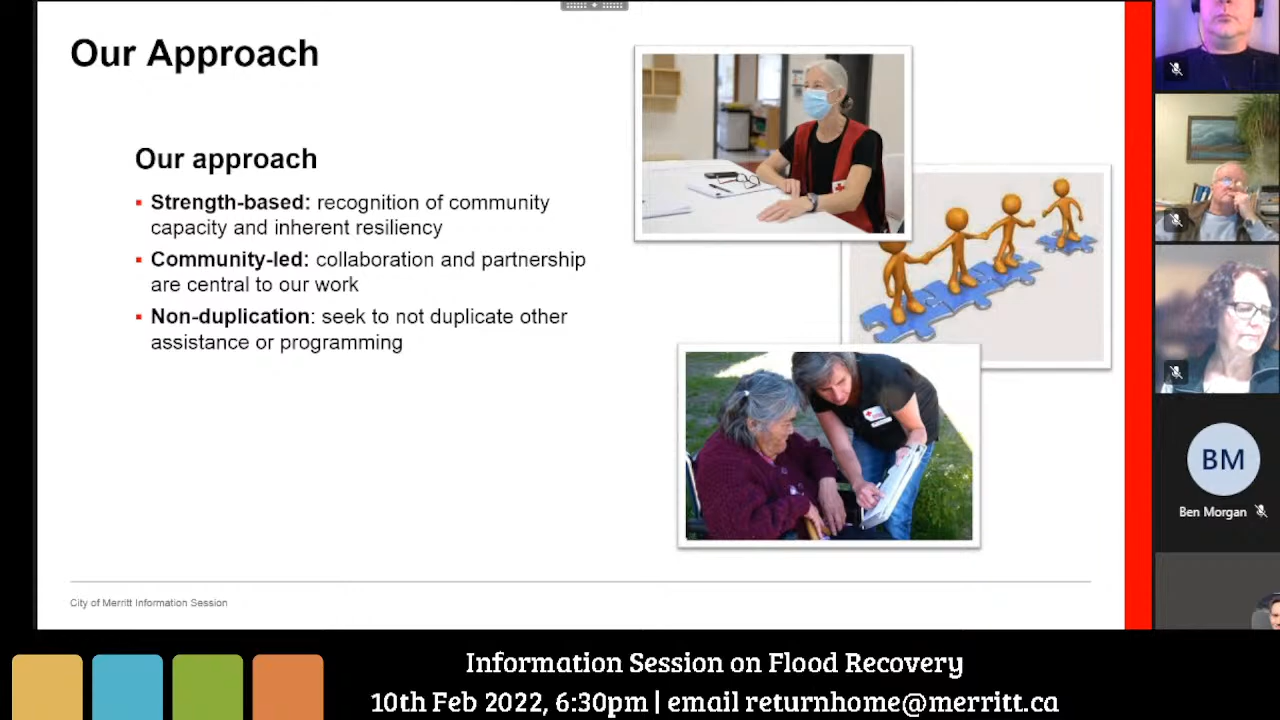 Our Approach
Our approach
▪ Strength-based: recognition of community
capacity and inherent resiliency
▪ Community-led: collaboration and partnership
are central to our work
▪ Non-duplication: seek to not duplicate other
assistance or programming
City of Merritt Information Session
BM
Ben Morgan
Information Session on Flood Recovery
10th Feb 2022, 6:30pm | email returnhome@merritt.ca